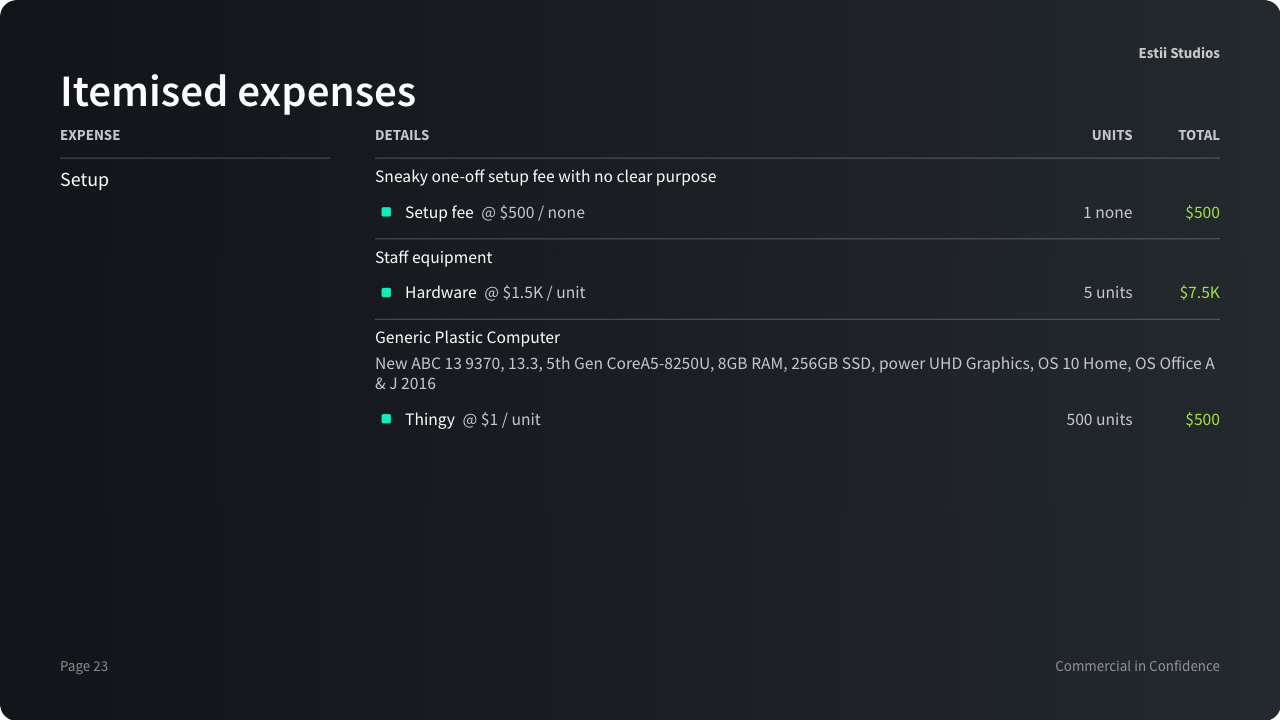 Estii Studios
Itemised expenses
EXPENSE DETAILS UNITS TOTAL
Setup
Sneaky one-off setup fee with no clear purpose
Setup fee @ $500 / none 1 none $500
Staff equipment
Hardware @ $1.5K / unit 5 units $7.5K
Generic Plastic Computer
New ABC 13 9370, 13.3, 5th Gen CoreA5-8250U, 8GB RAM, 256GB SSD, power UHD Graphics, OS 10 Home, OS Office A
& J 2016
Thingy @ $1 / unit 500 units $500
Page 23 Commercial in Confidence